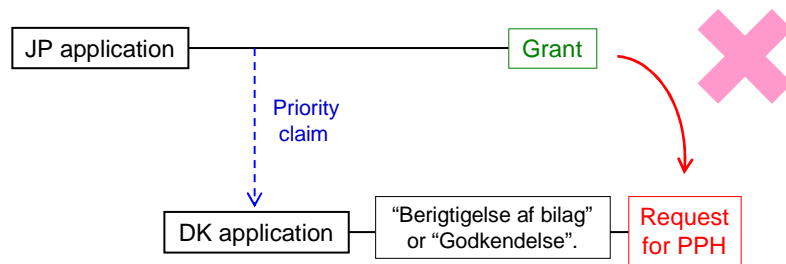 JP application
Grant
Priority
claim
DK application
“Berigtigelse af bilag”
or “Godkendelse”.
Request
for PPH